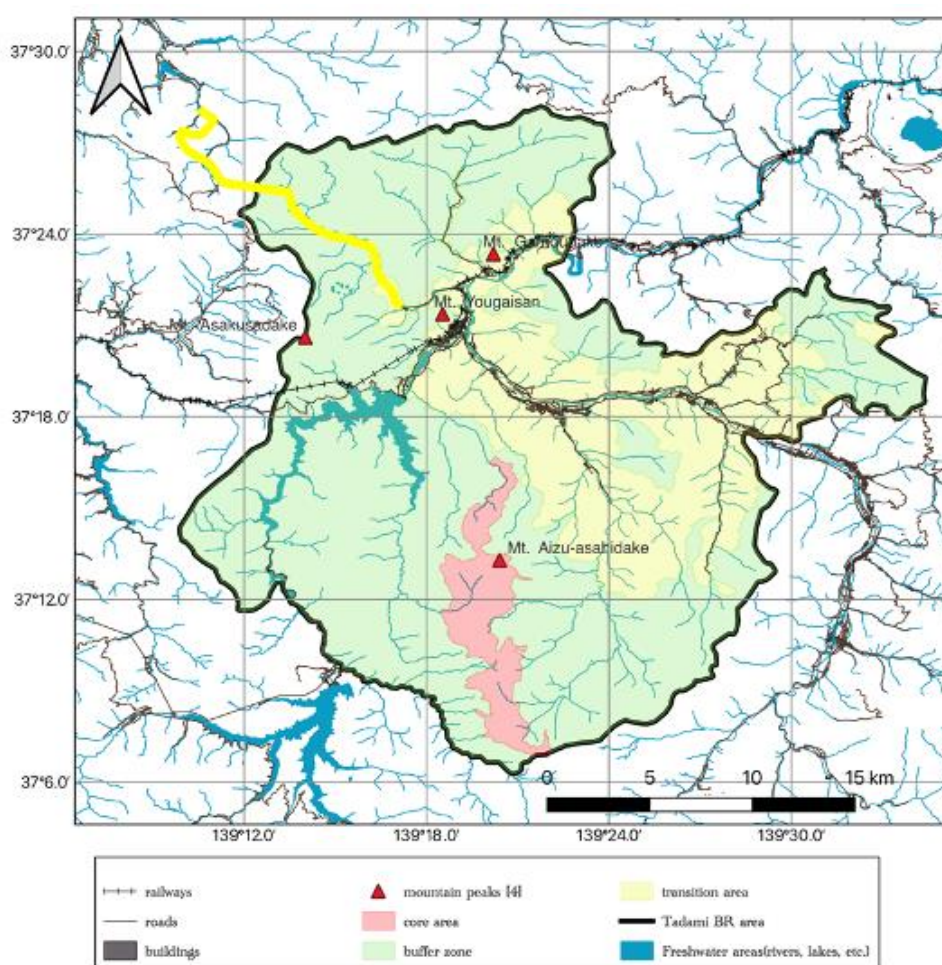 37°30.0'
37°24.0'
37°18.0'
37°12.0'
37°6.0'
Mt.
Mt. Yougaisan
Mt. Asakusadake
Mt. Aizu-asahidake
0 5 10 15 km
139°12.0' 139°18.0' 139°24.0' 139°30.0'
railways
roads
buildings
mountain peaks [4]
core area
buffer zone
transition area
Tadami BR area
Freshwater areas(rivers, lakes, etc.)